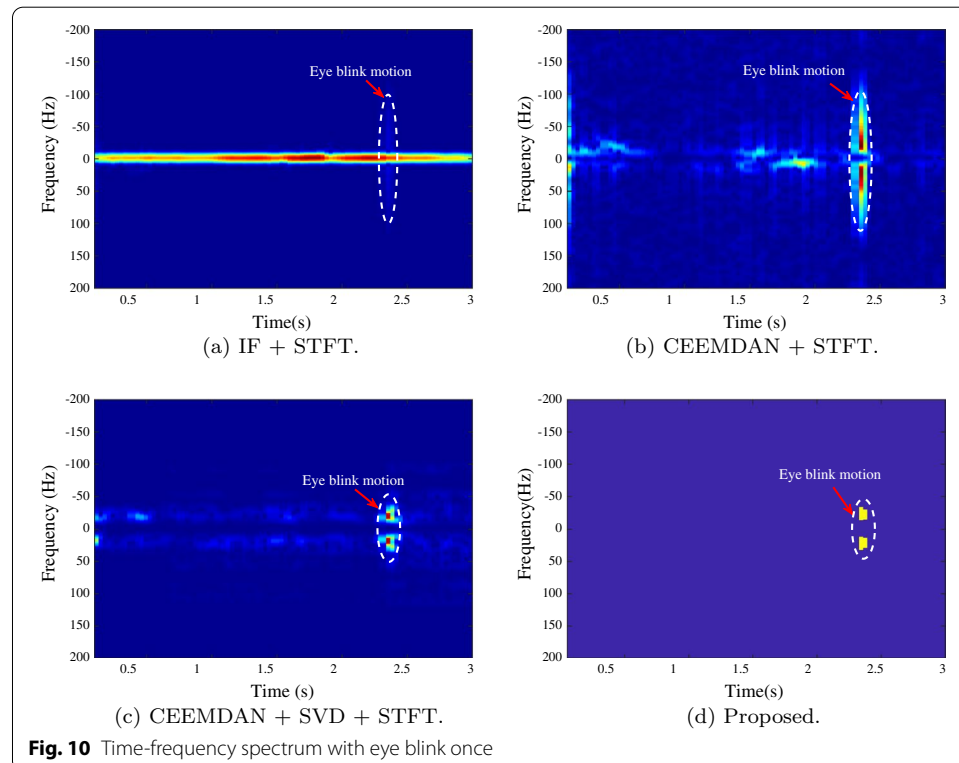 -200
-150
-100
-50
0
50
100
150
200
Frequency (Hz)
Eye blink motion
0.5 1 1.5 2 2.5 3
Time(s)
(a) IF + STFT.
-200
-150
-100
-50
0
50
100
150
200
Frequency (Hz)
Eye blink motion
0.5 1 1.5 2 2.5 3
Time (s)
(b) CEEMDAN + STFT.
-200
-150
-100
-50
0
50
100
150
200
Frequency (Hz)
Eye blink motion
0.5 1 1.5 2 2.5 3
Time (s)
(c) CEEMDAN + SVD + STFT.
-200
-150
-100
-50
0
50
100
150
200
Frequency(Hz)
Eye blink motion
0.5 1 1.5 2 2.5 3
Time(s)
(d) Proposed.
Fig. 10 Time-frequency spectrum with eye blink once